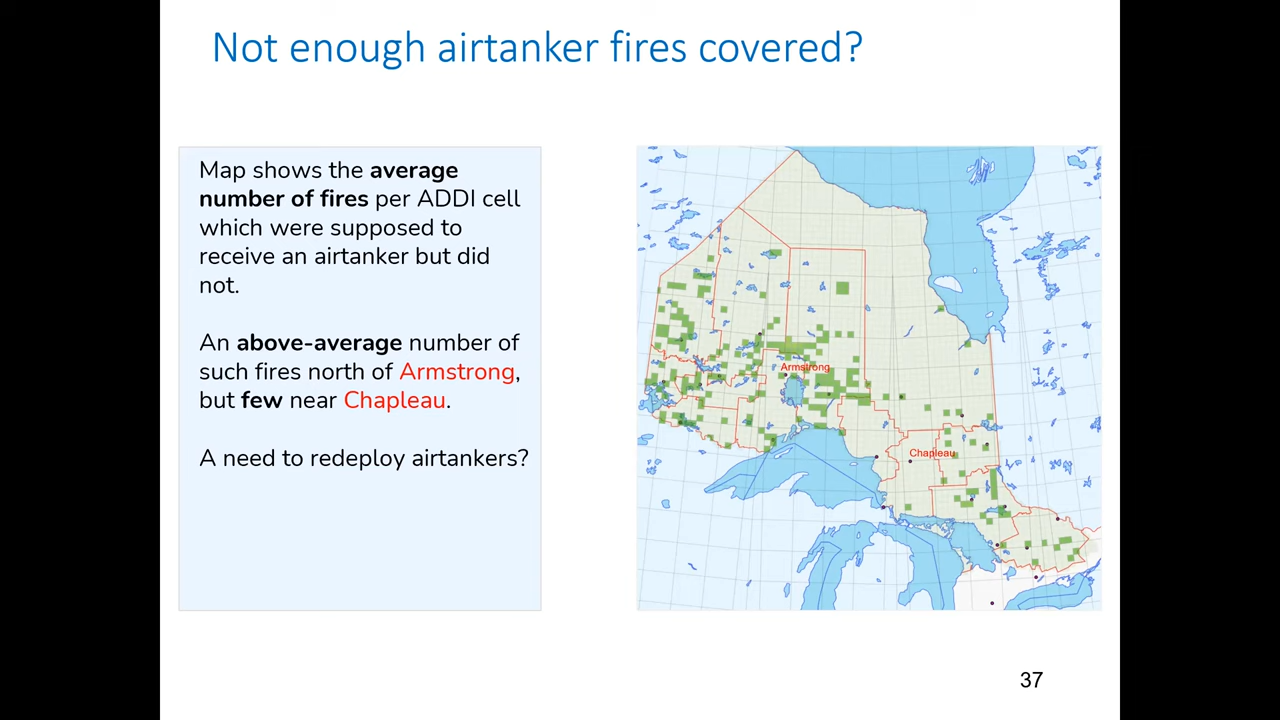 Not enough airtanker fires covered?
Map shows the average
number of fires per ADDI cell
which were supposed to
receive an airtanker but did
not.
An above-average number of
such fires north of Armstrong,
but few near Chapleau.
A need to redeploy airtankers?
Armstrong
Chapleau
37